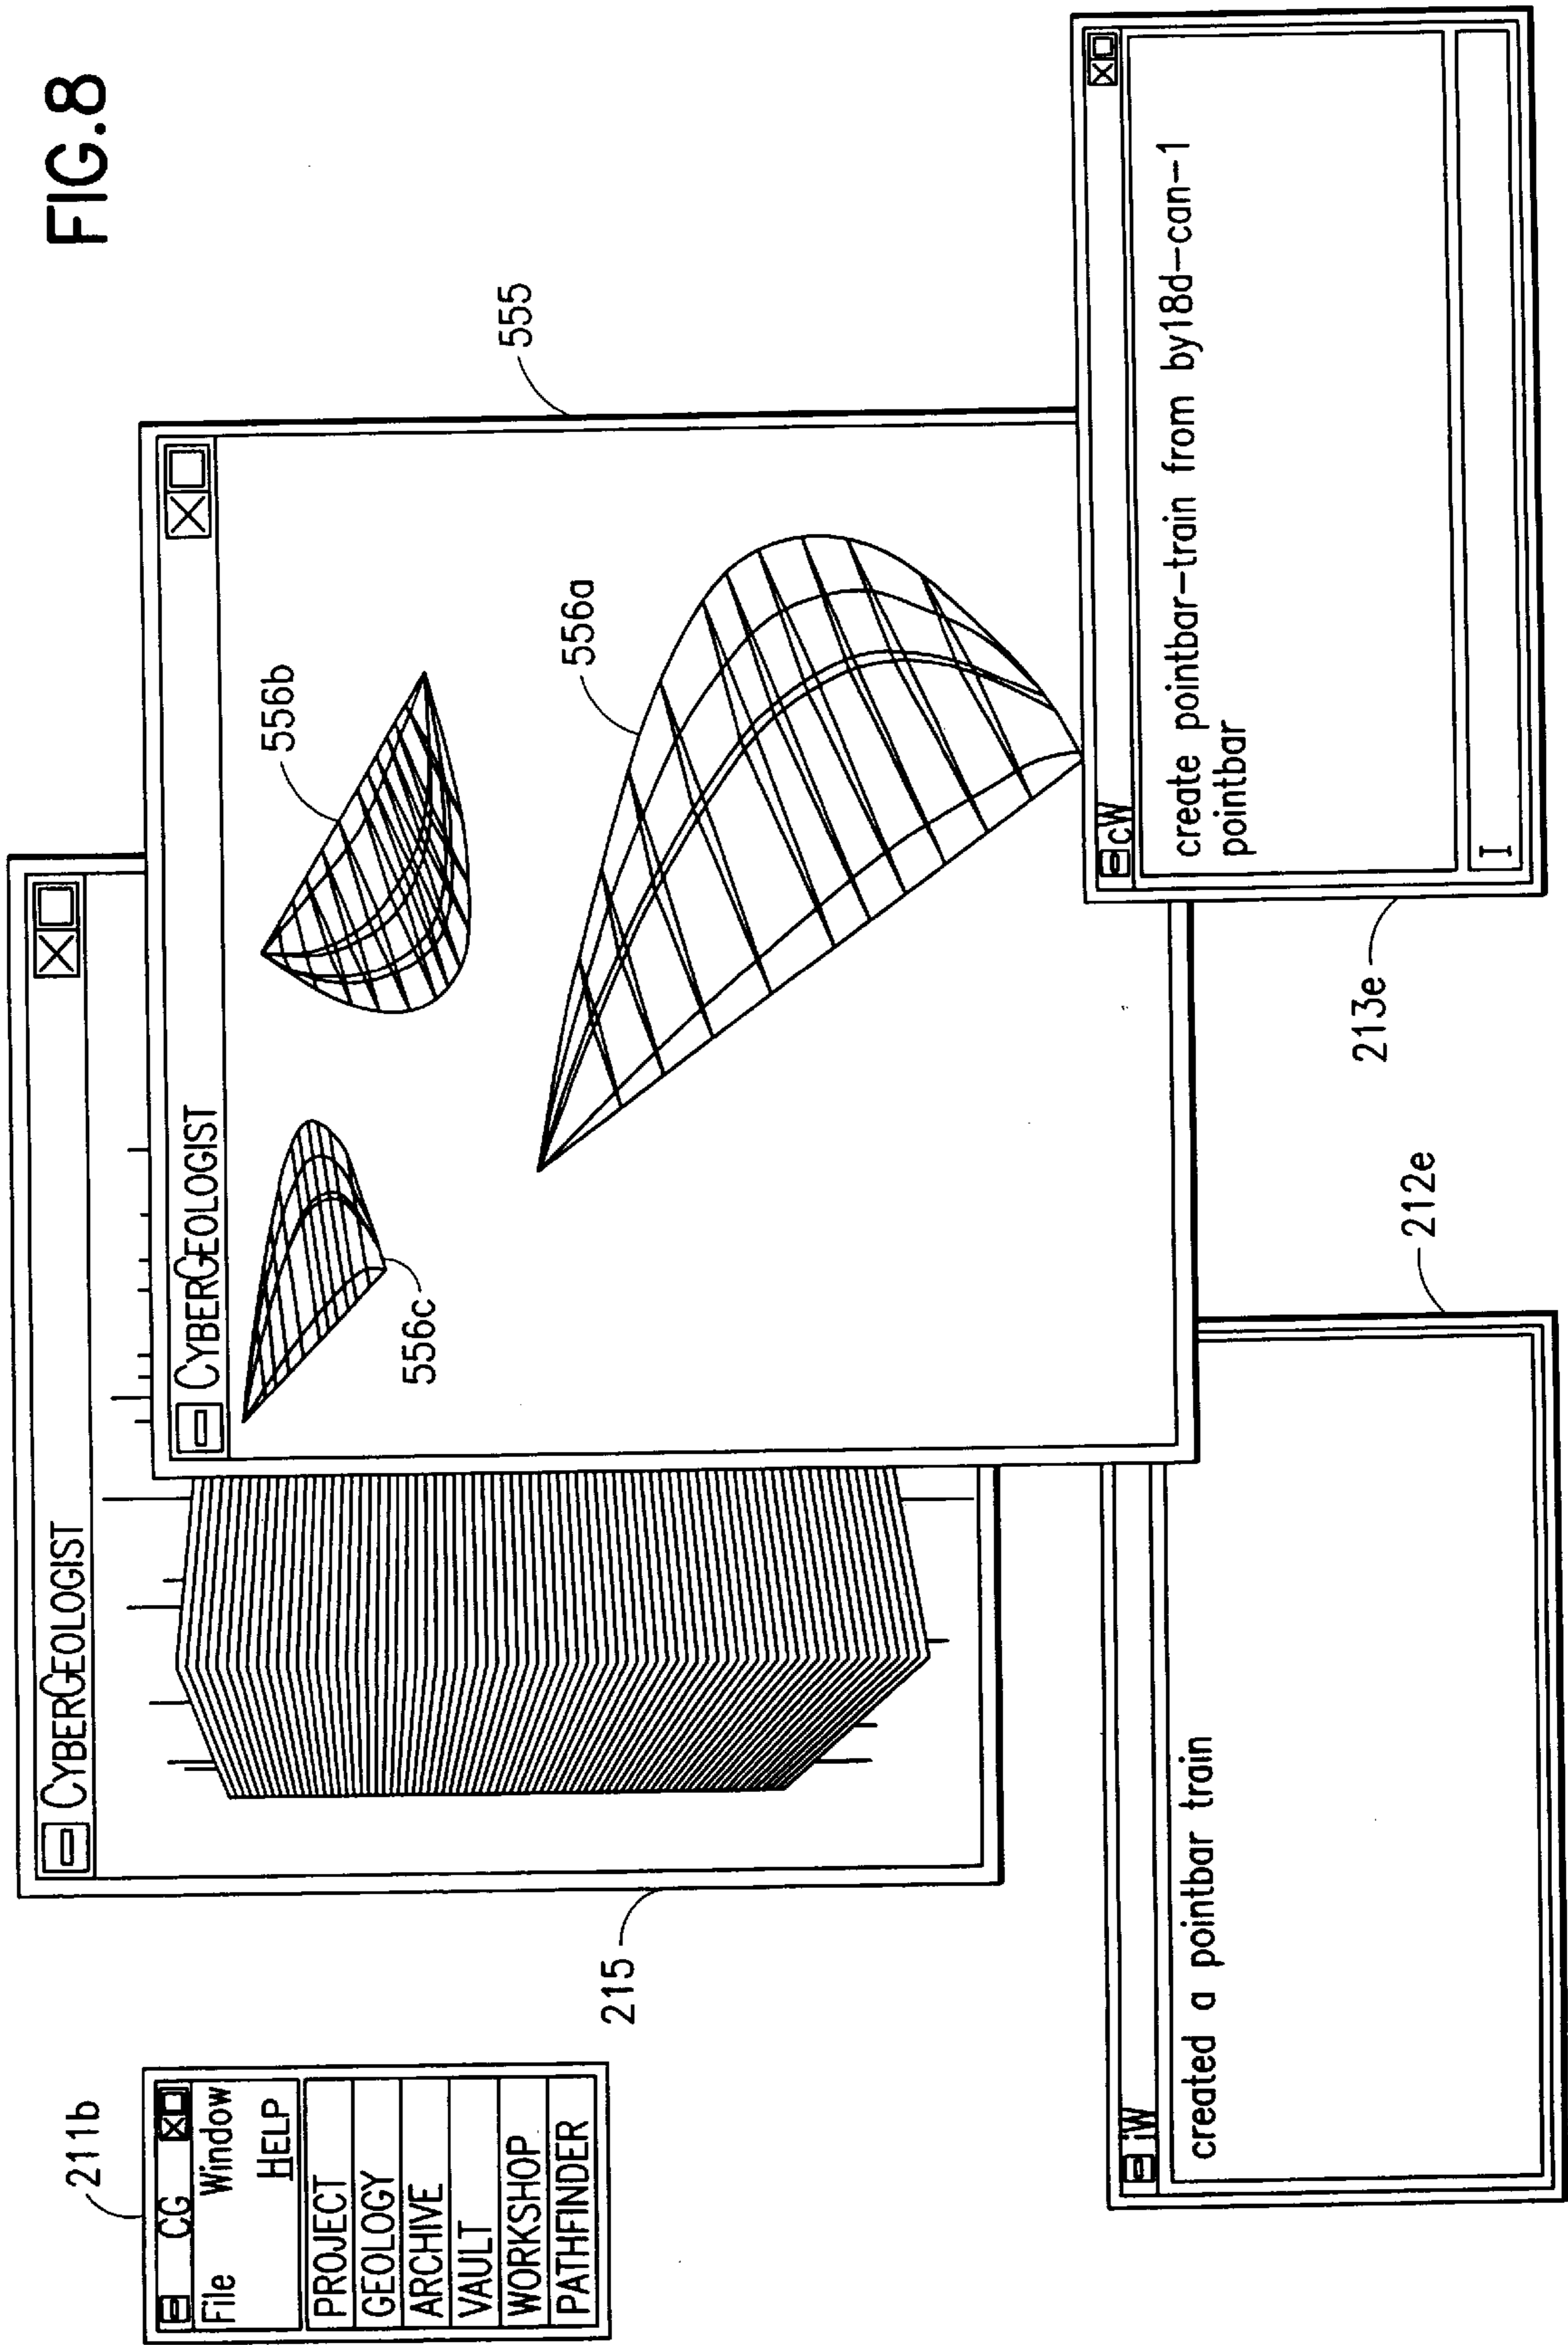 FIG.8
211b
CG
File Window
HELP
PROJECT
GEOLOGY
ARCHIVE
VAULT
WORKSHOP
PATHFINDER
CYBERGEOLOGIST
215
CYBERGEOLOGIST
555
556c
556b
556a
iW
created a pointbar train
212e
cW
create pointbar-train from by18d-can-1
pointbar
I
213e